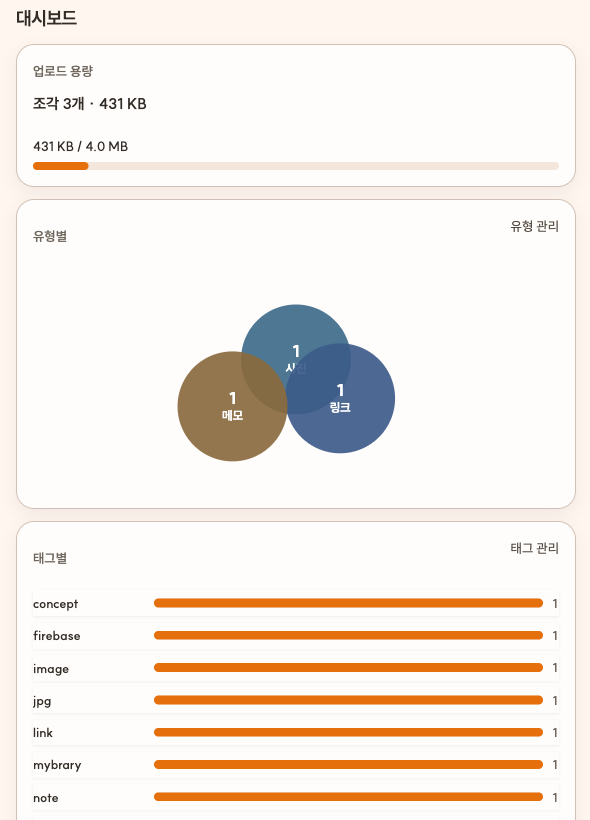 대시보드
업로드 용량
조각 3개 · 431 KB
431 KB / 4.0 MB
유형별
유형 관리
1
사진
1
메모
1
링크
태그별
태그 관리
concept 1
firebase 1
image 1
jpg 1
link 1
mybrary 1
note 1